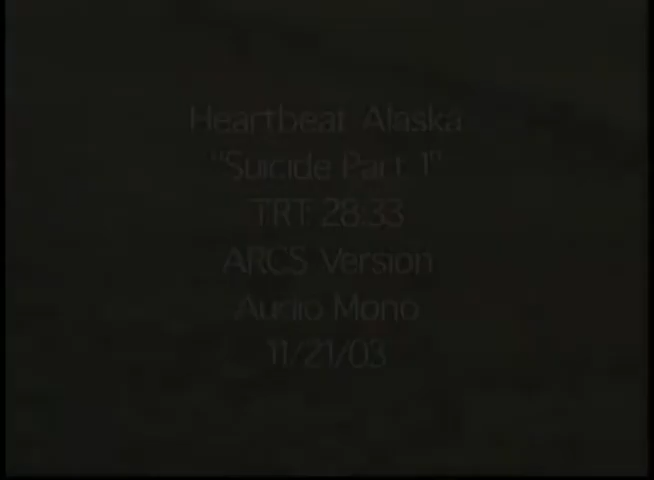 Heartbeat Alaska
"Suicide Part 1"
TRT 28:33
ARCS Version
Audio Mono
11/21/03